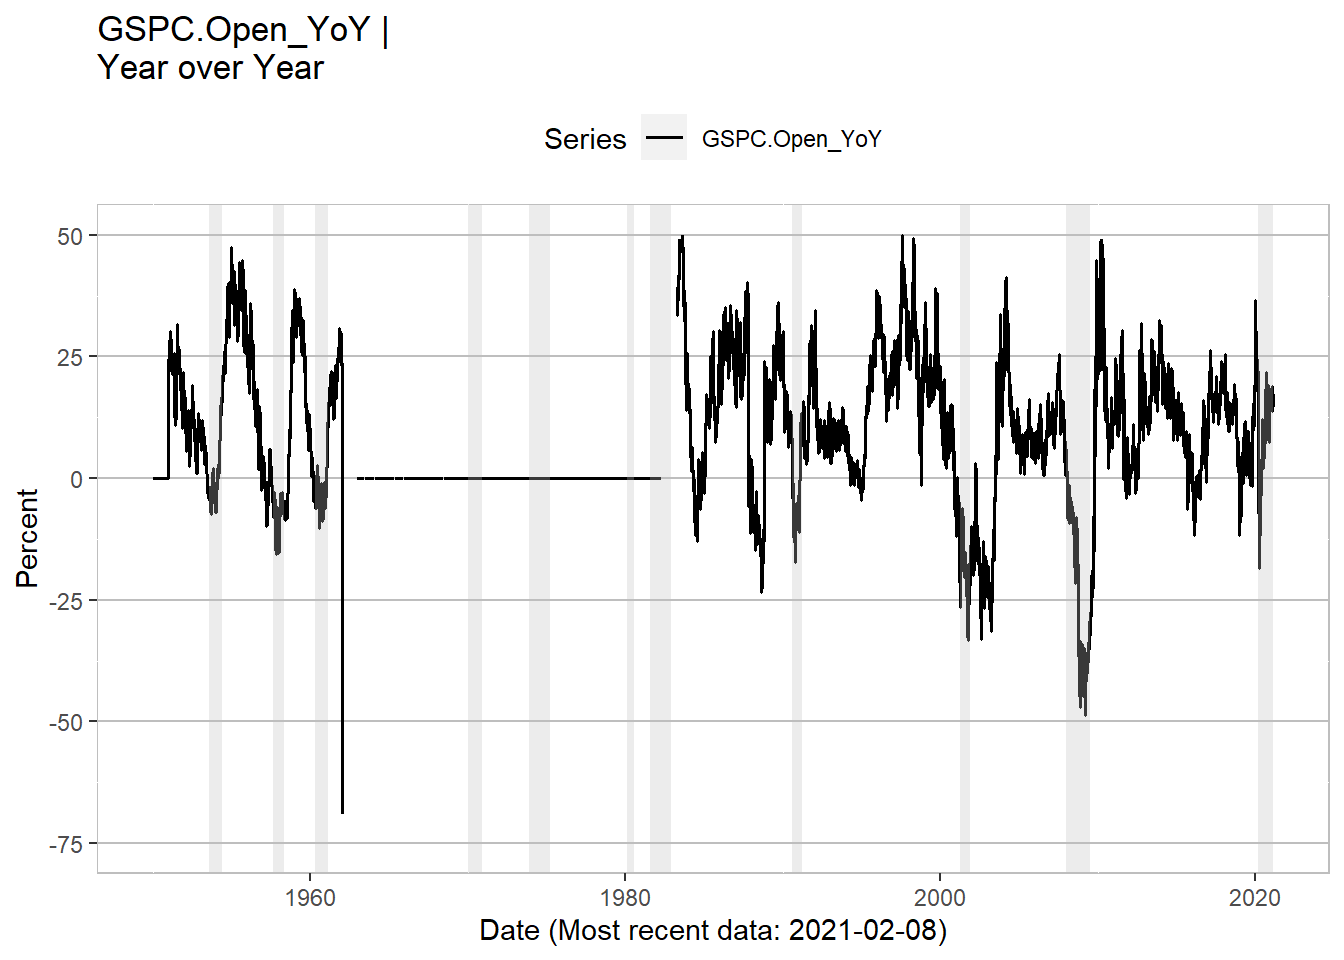 GSPC.Open_YoY |
Year over Year
Series GSPC.Open_YoY
50
25
0
-25
-50
-75
Percent
1960 1980 2000 2020
Date (Most recent data: 2021-02-08)